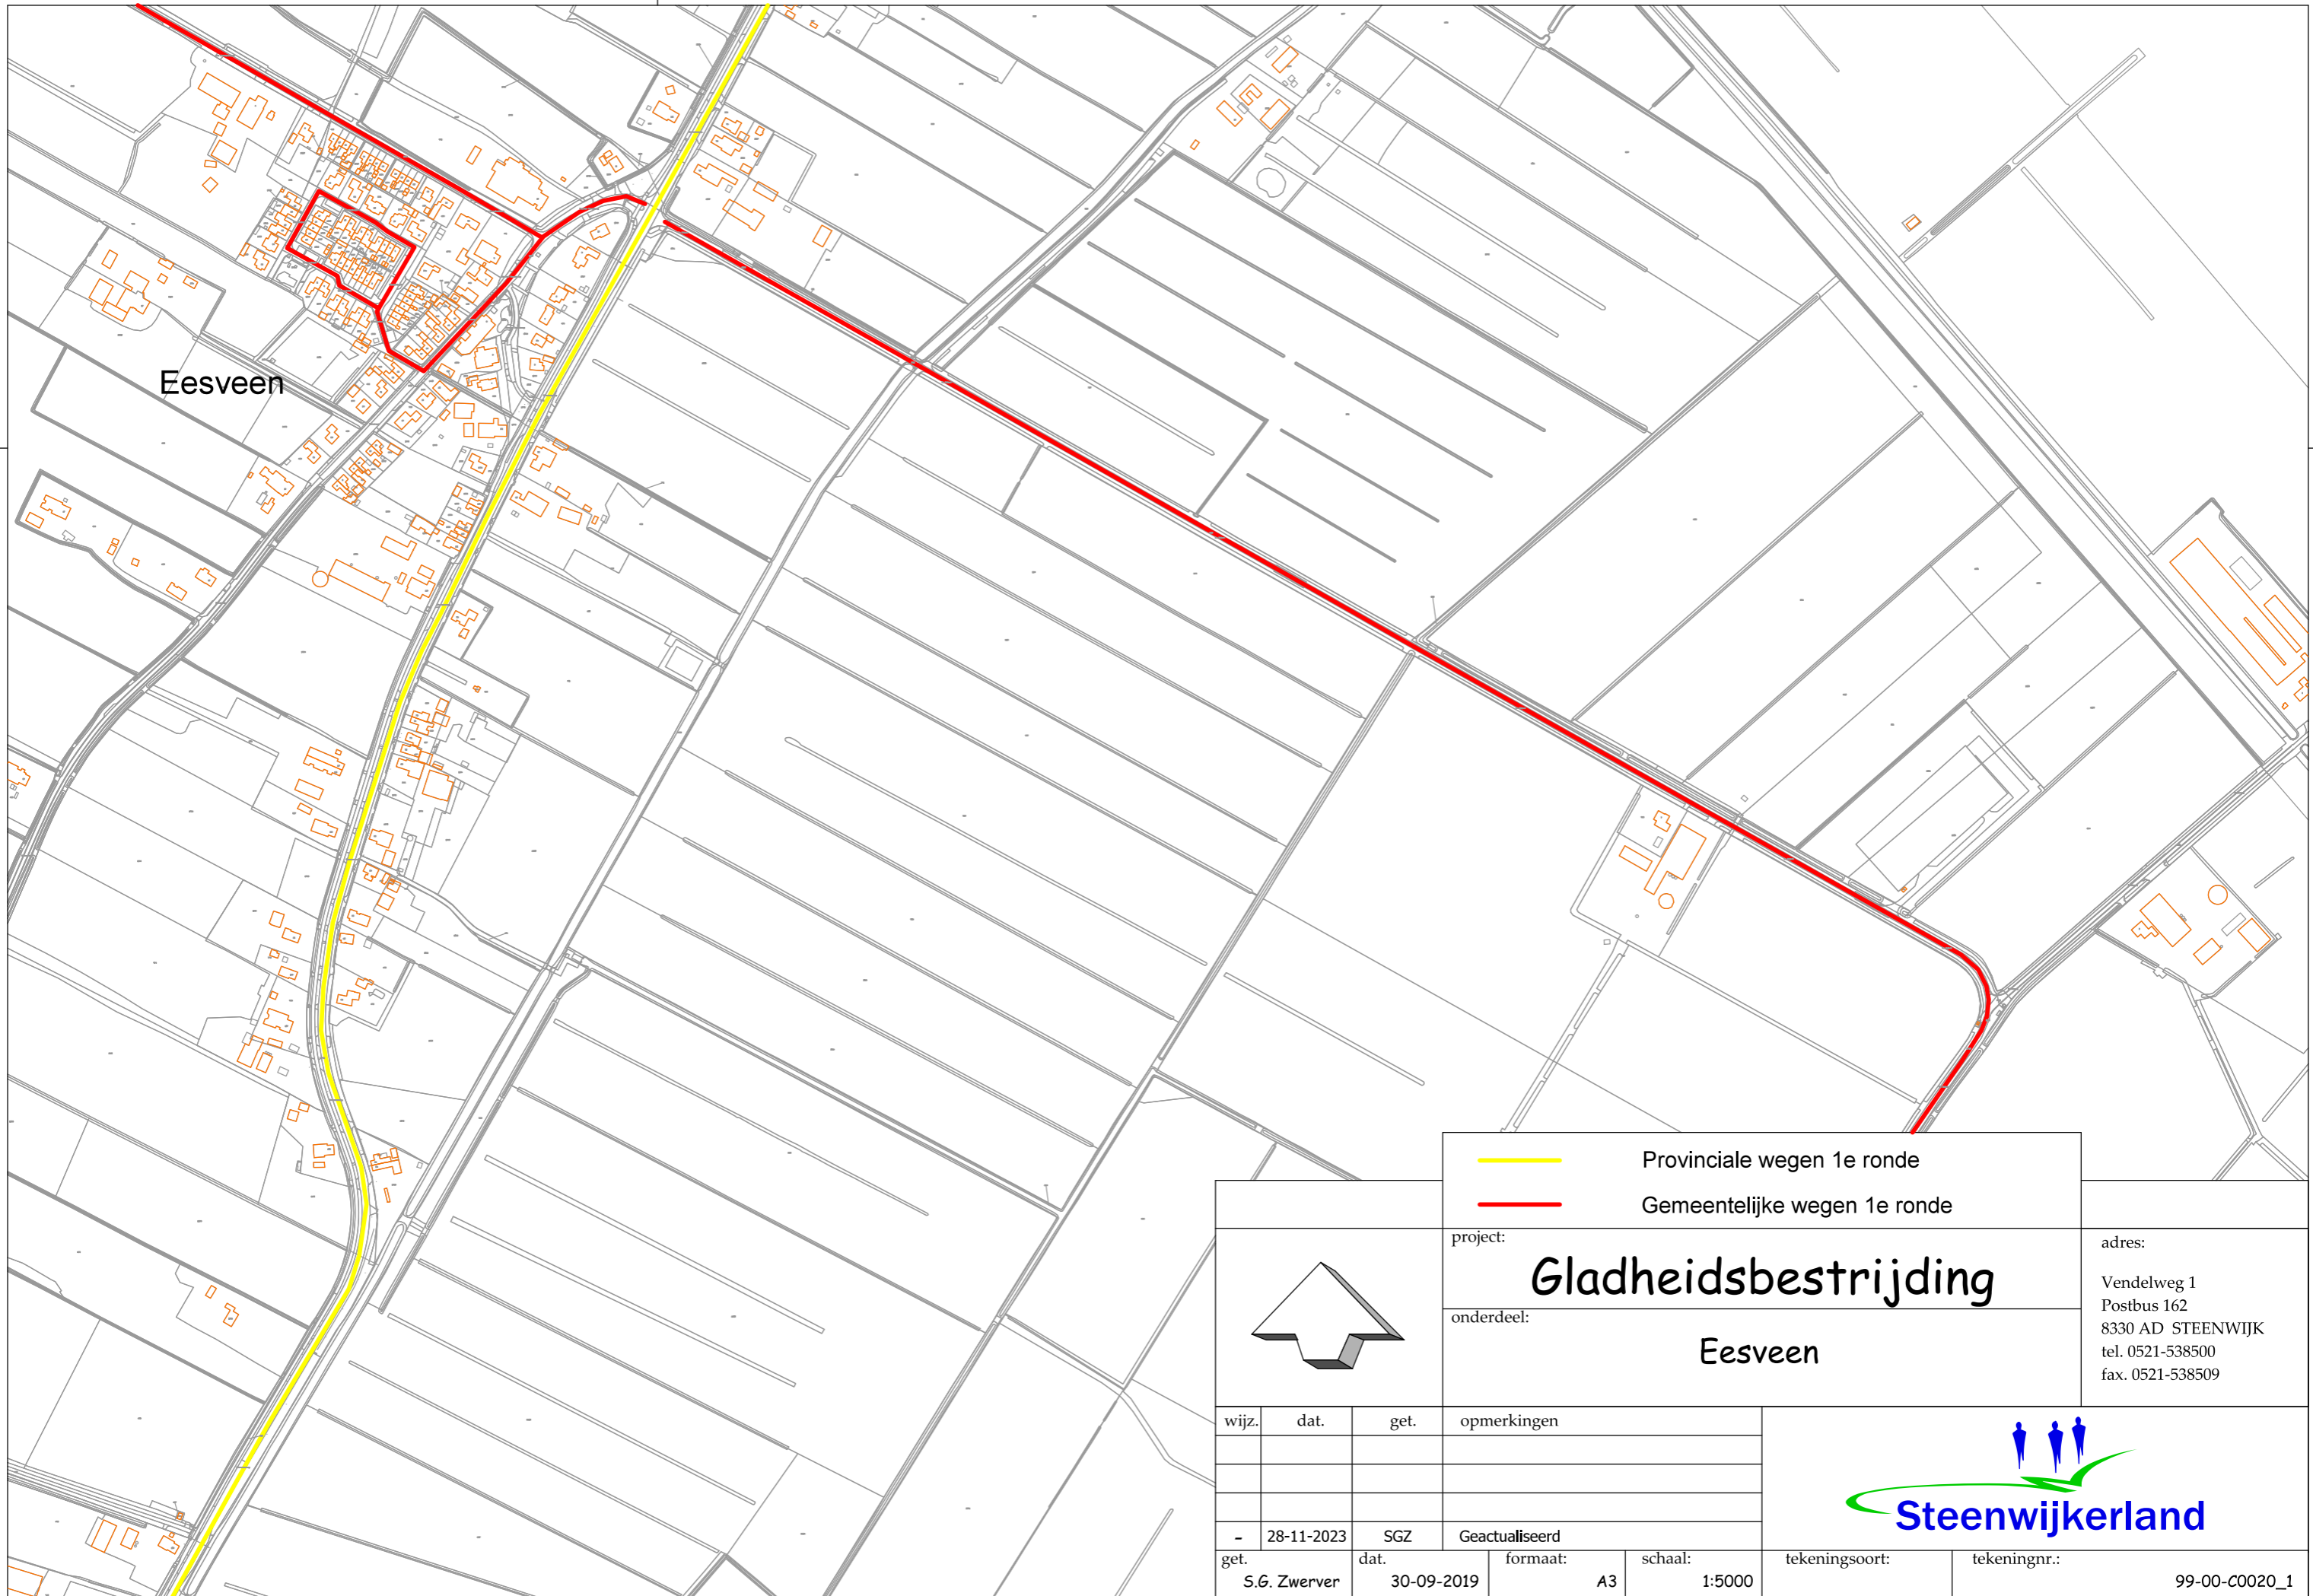 Eesveen
Provinciale wegen 1e ronde
Gemeentelijke wegen 1e ronde
project:
Gladheidsbestrijding
onderdeel:
Eesveen
adres:
Vendelweg 1
Postbus 162
8330 AD STEENWIJK
tel. 0521-538500
fax. 0521-538509
wijz. dat. get. opmerkingen
- 28-11-2023 SGZ Geactualiseerd
Steenwijkerland
get. dat. formaat: schaal: tekeningsoort: tekeningnr.:
S.G. Zwerver 30-09-2019 A3 1:5000 99-00-C0020_1